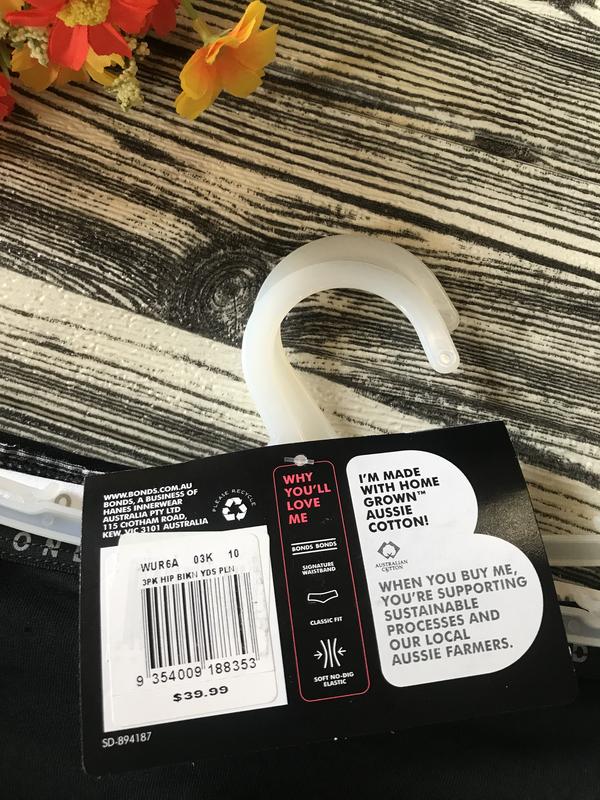 WWW.BONDS.COM.AU
BONDS, A BUSINESS OF
HANES INNERWEAR
AUSTRALIA PTY LTD
115 COTHAM ROAD,
KEW, VIC 3101 AUSTRALIA
PLEASE RECYCLE
WUR6A 03K 10
3PK HIP BIKN YDS PLN
9 354009 188353
$39.99
SD-894187
WHY
YOU'LL
LOVE
ME
BONDS BONDS
SIGNATURE
WAISTBAND
CLASSIC FIT
SOFT NO-DIG
ELASTIC
I'M MADE
WITH HOME
GROWN™
AUSSIE
COTTON!
AUSTRALIAN
COTTON
WHEN YOU BUY ME,
YOU'RE SUPPORTING
SUSTAINABLE
PROCESSES AND
OUR LOCAL
AUSSIE FARMERS.